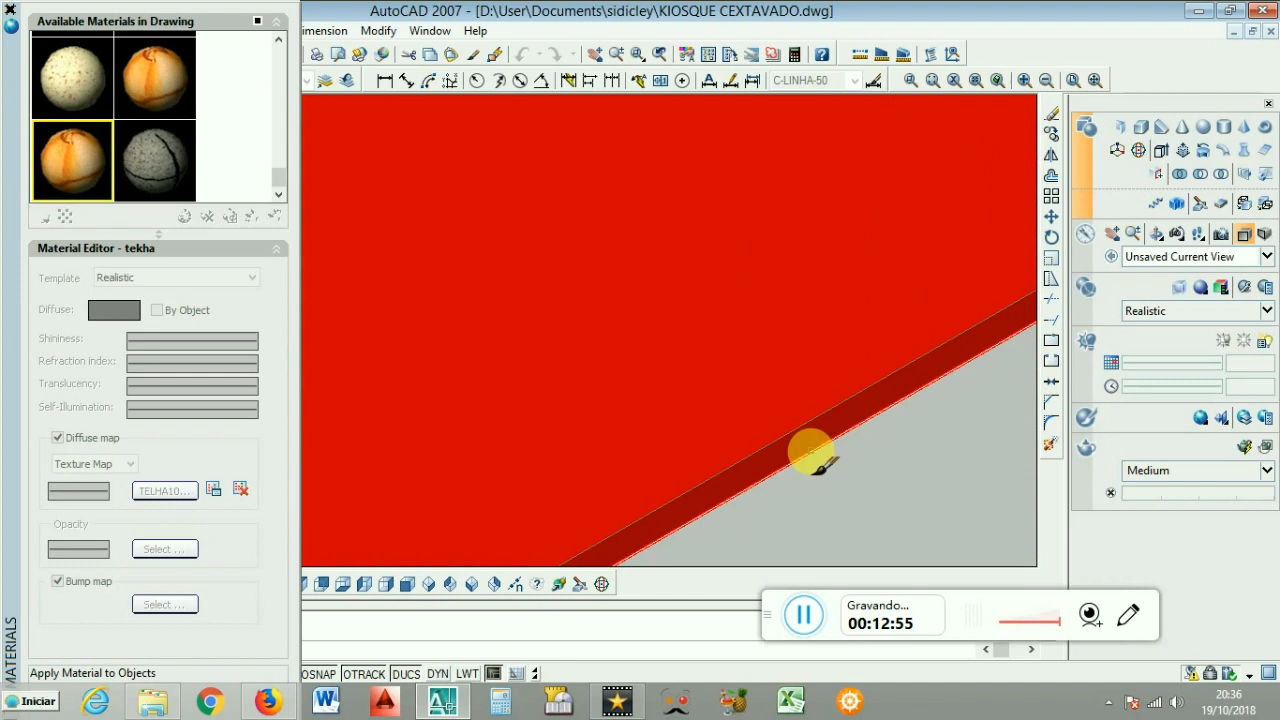 AutoCAD 2007 - [D:\User\Documents\sidicley\KIOSQUE CEXTAVADO.dwg]
Available Materials in Drawing
imension Modify Window Help
C-LINHA-50
Material Editor - tekha
Template Realistic
Diffuse: By Object
Shininess:
Refraction index:
Translucency:
Self-Illumination:
Diffuse map
Texture Map
TELHA10...
Opacity
Select ...
Bump map
Select ...
MATERIALS
Apply Material to Objects
Unsaved Current View
Realistic
Medium
Gravando...
00:12:55
OSNAP OTRACK DUCS DYN LWT
Iniciar
20:36
19/10/2018